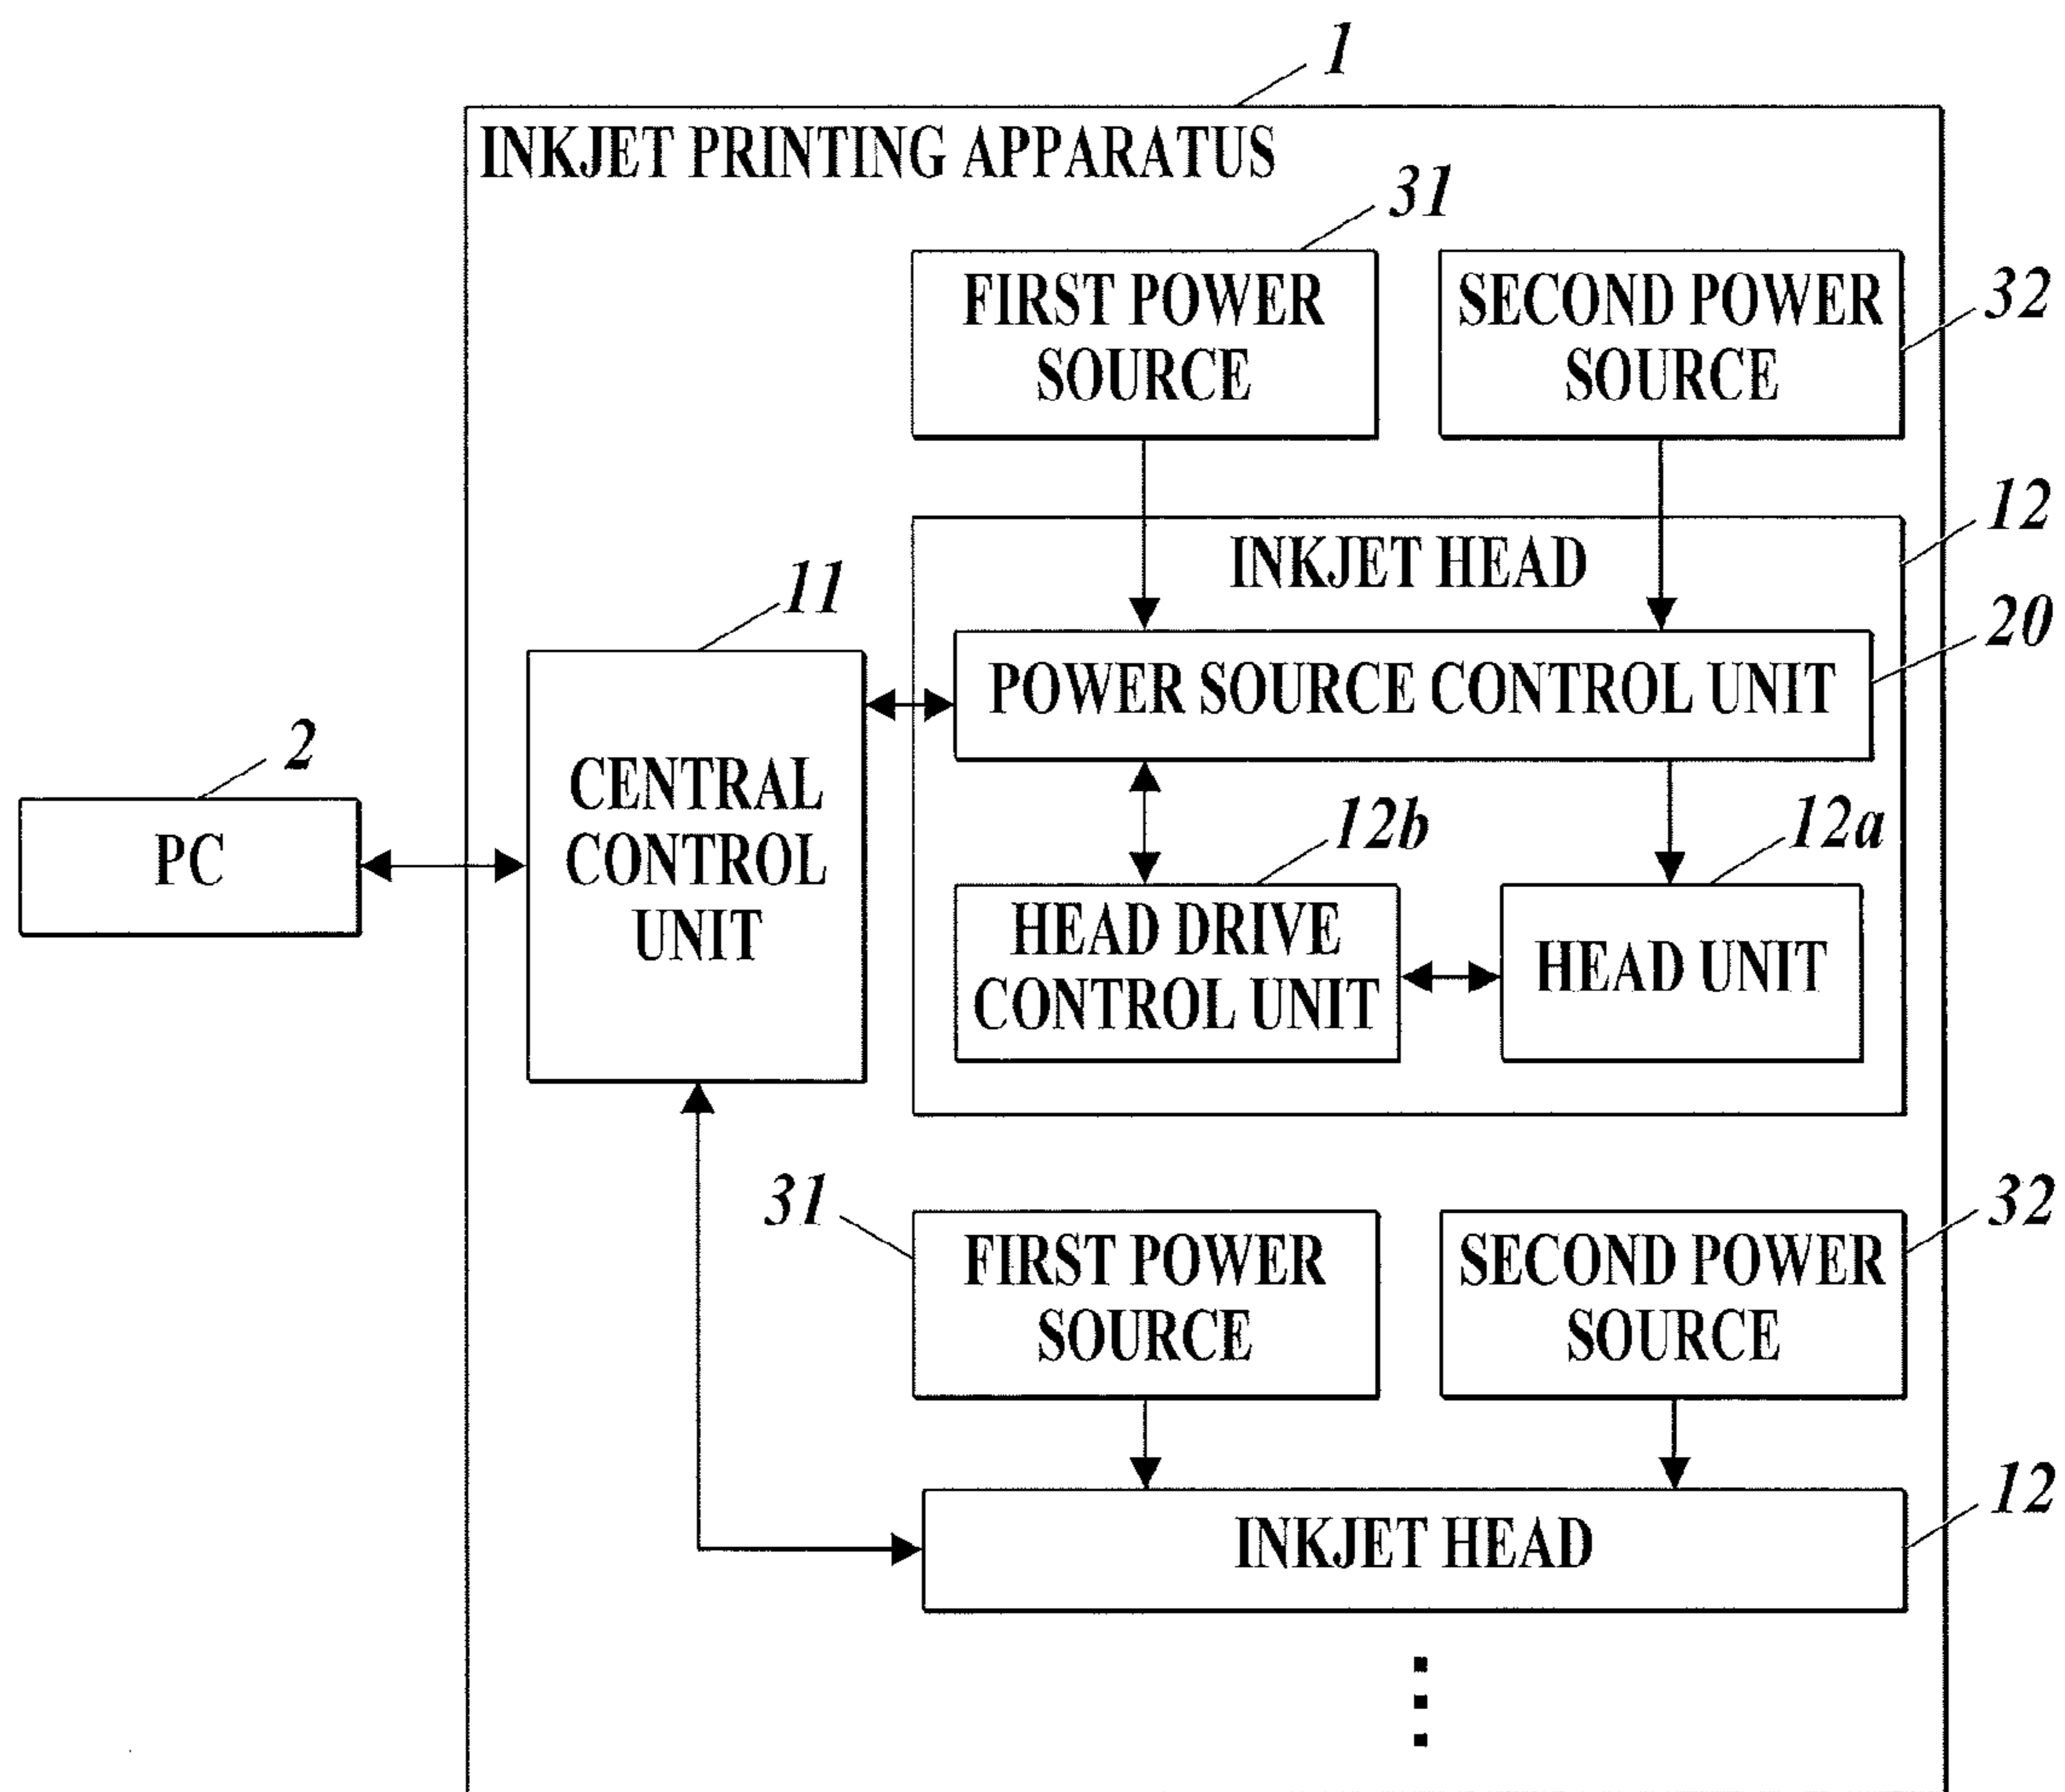 1
INKJET PRINTING APPARATUS
31
FIRST POWER
SOURCE
SECOND POWER
SOURCE
32
12
INKJET HEAD
11
20
POWER SOURCE CONTROL UNIT
2
PC
CENTRAL
CONTROL
UNIT
12b
12a
HEAD DRIVE
CONTROL UNIT
HEAD UNIT
31
FIRST POWER
SOURCE
SECOND POWER
SOURCE
32
12
INKJET HEAD